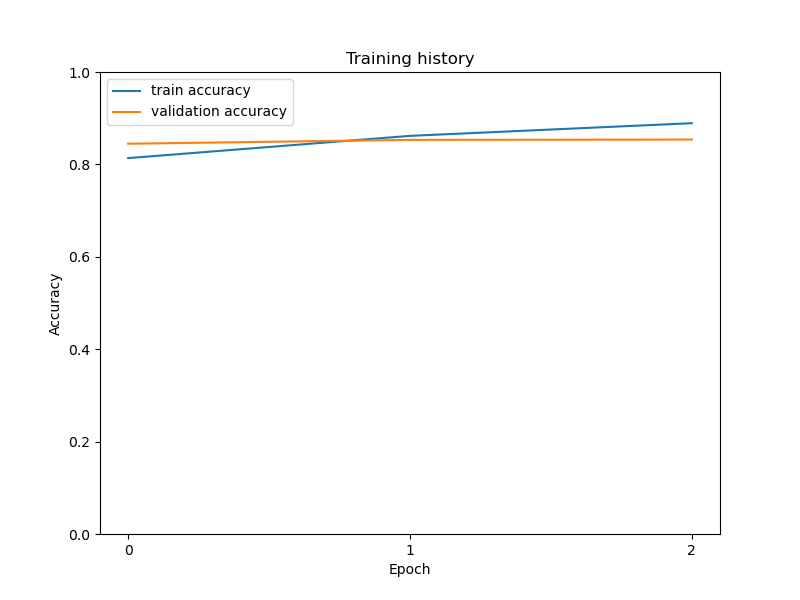 Training history
train accuracy
validation accuracy
1.0
0.8
0.6
0.4
0.2
0.0
Accuracy
0 1 2
Epoch